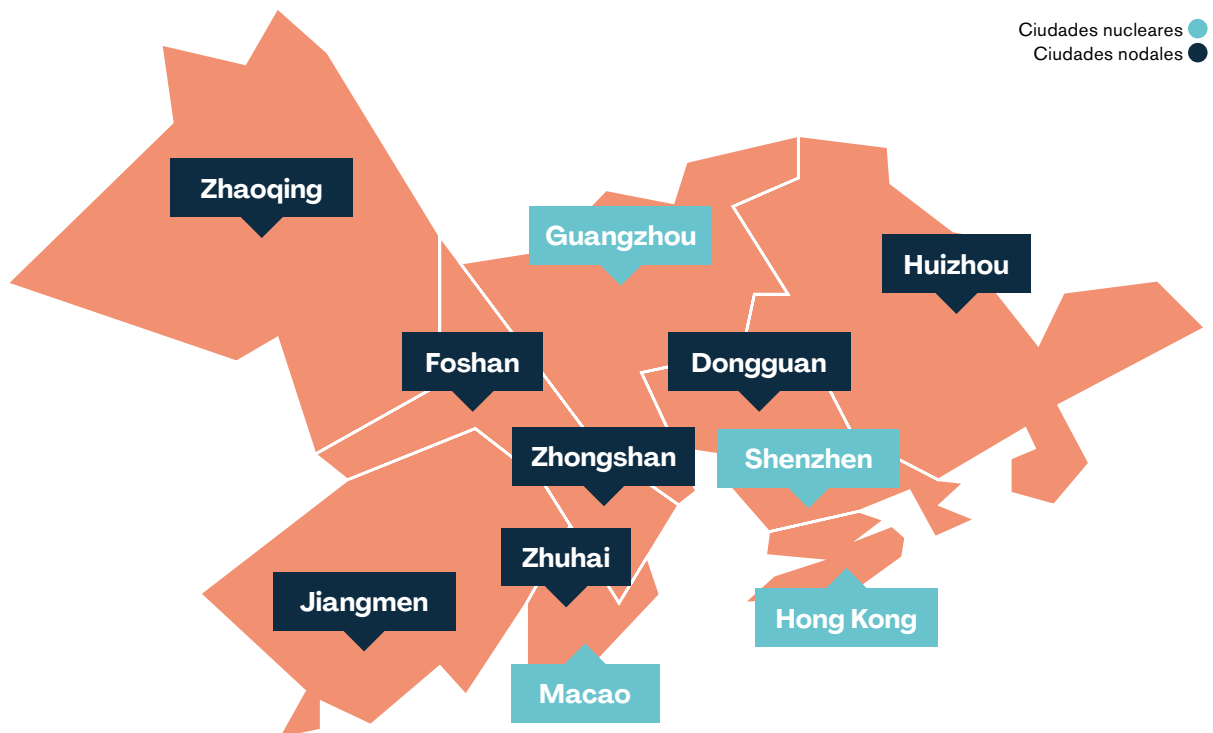 Ciudades nucleares
Ciudades nodales
Zhaoqing
Guangzhou
Huizhou
Foshan
Dongguan
Zhongshan
Shenzhen
Zhuhai
Jiangmen
Hong Kong
Macao